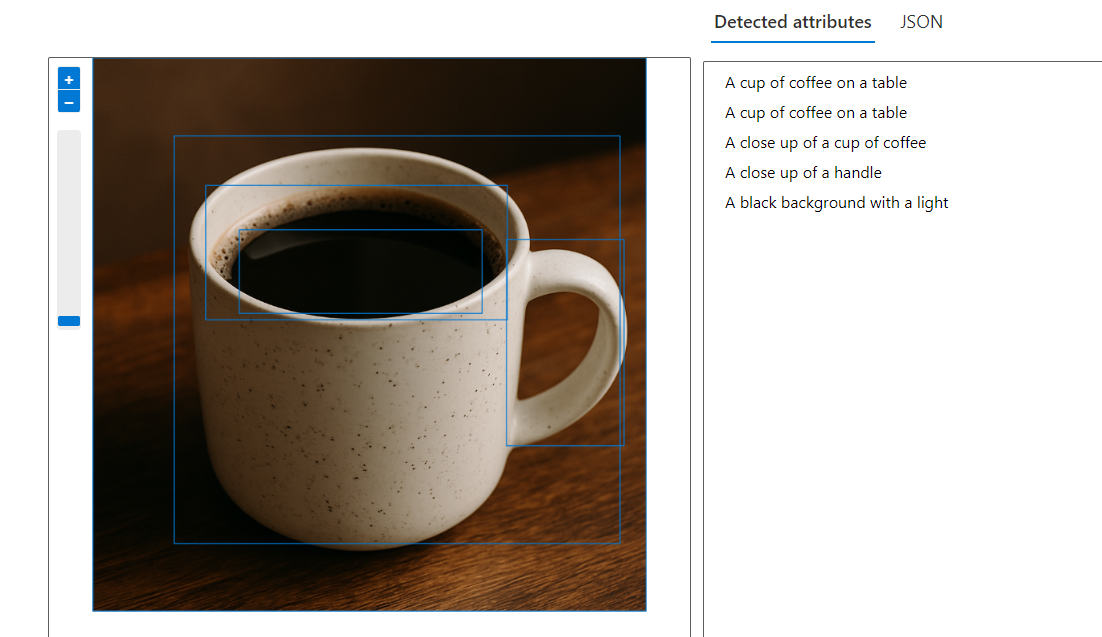 Detected attributes JSON
+
−
A cup of coffee on a table
A cup of coffee on a table
A close up of a cup of coffee
A close up of a handle
A black background with a light